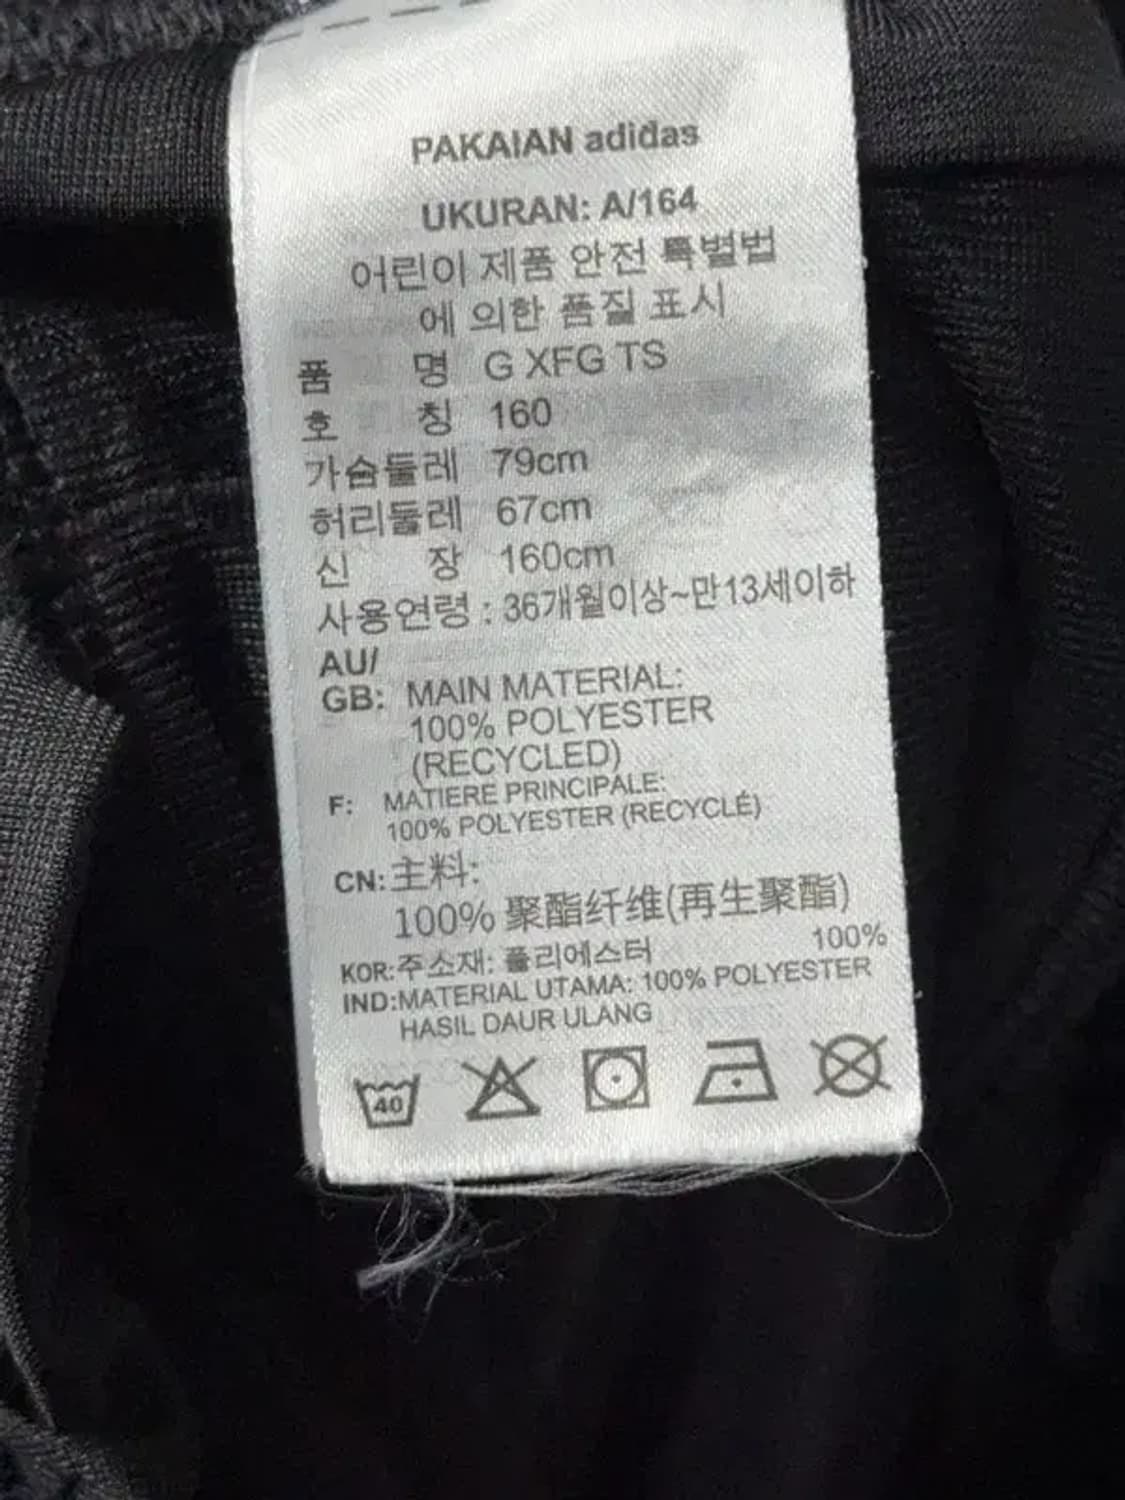 PAKAIAN adidas
UKURAN: A/164
어린이 제품 안전 특별법
에 의한 품질 표시
품 명 G XFG TS
호 칭 160
가슴둘레 79cm
허리둘레 67cm
신 장 160cm
사용연령 : 36개월이상~만13세이하
AU/
GB: MAIN MATERIAL:
100% POLYESTER
(RECYCLED)
F: MATIERE PRINCIPALE:
100% POLYESTER (RECYCLÉ)
CN: 主料:
100% 聚酯纤维(再生聚酯)
KOR:주소재: 폴리에스터 100%
IND:MATERIAL UTAMA: 100% POLYESTER
HASIL DAUR ULANG
40